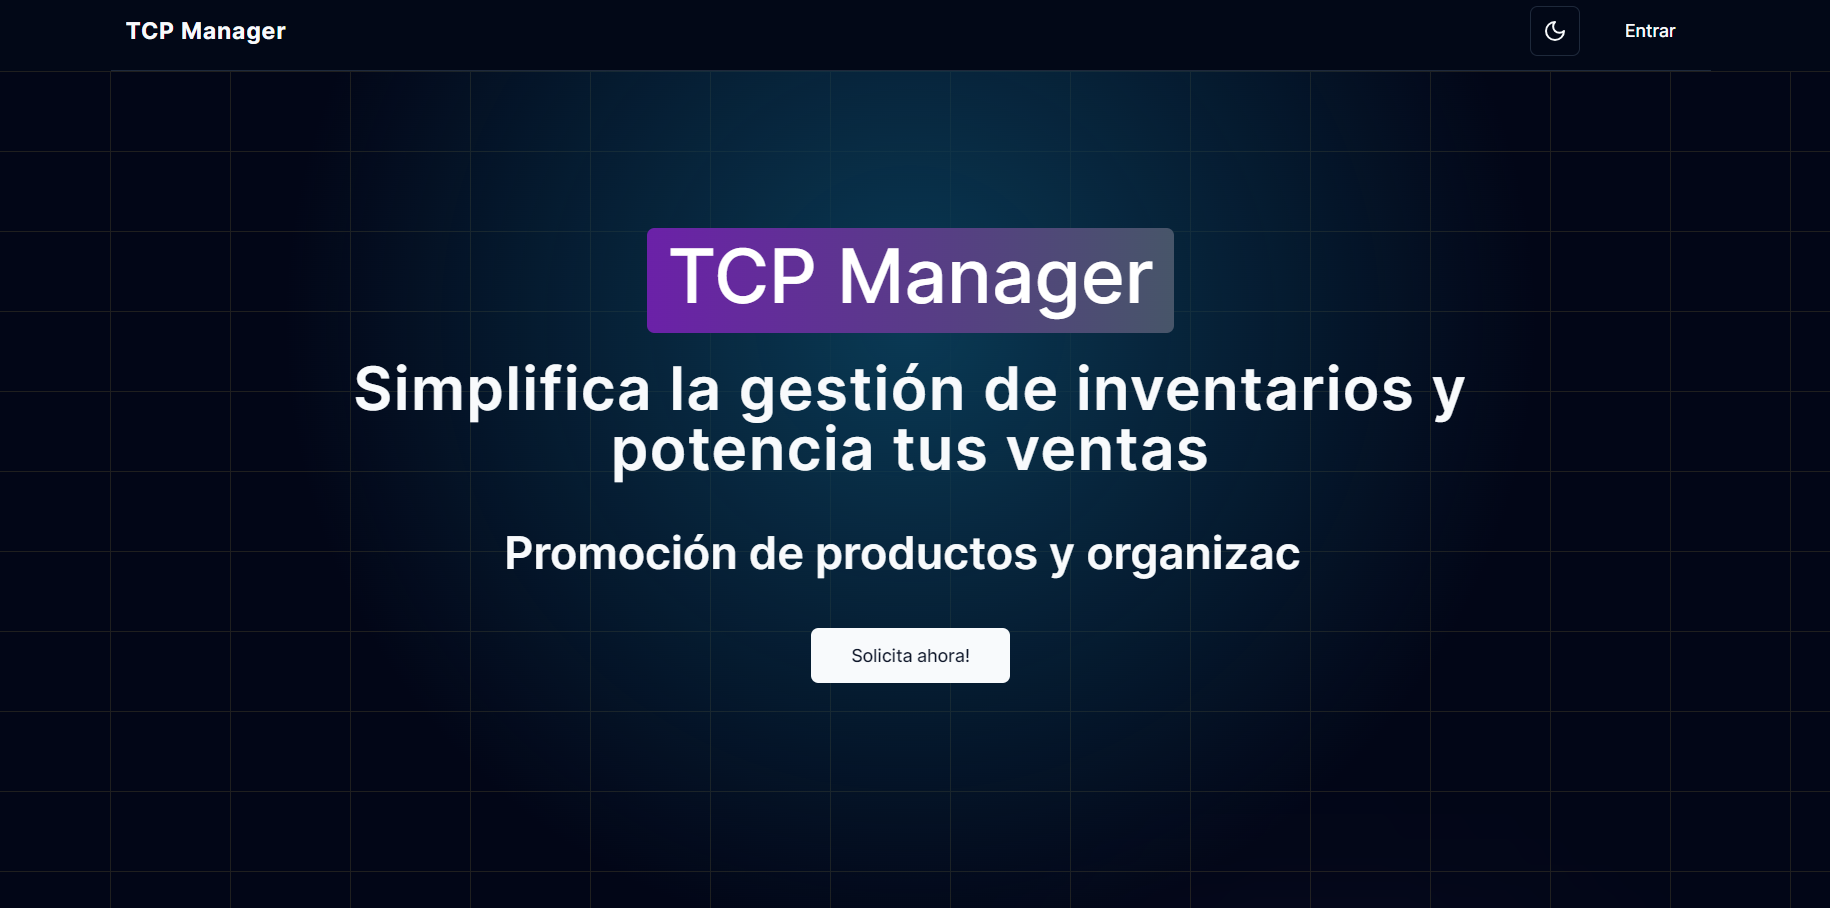 TCP Manager
Entrar
TCP Manager
Simplifica la gestión de inventarios y
potencia tus ventas
Promoción de productos y organizac
Solicita ahora!